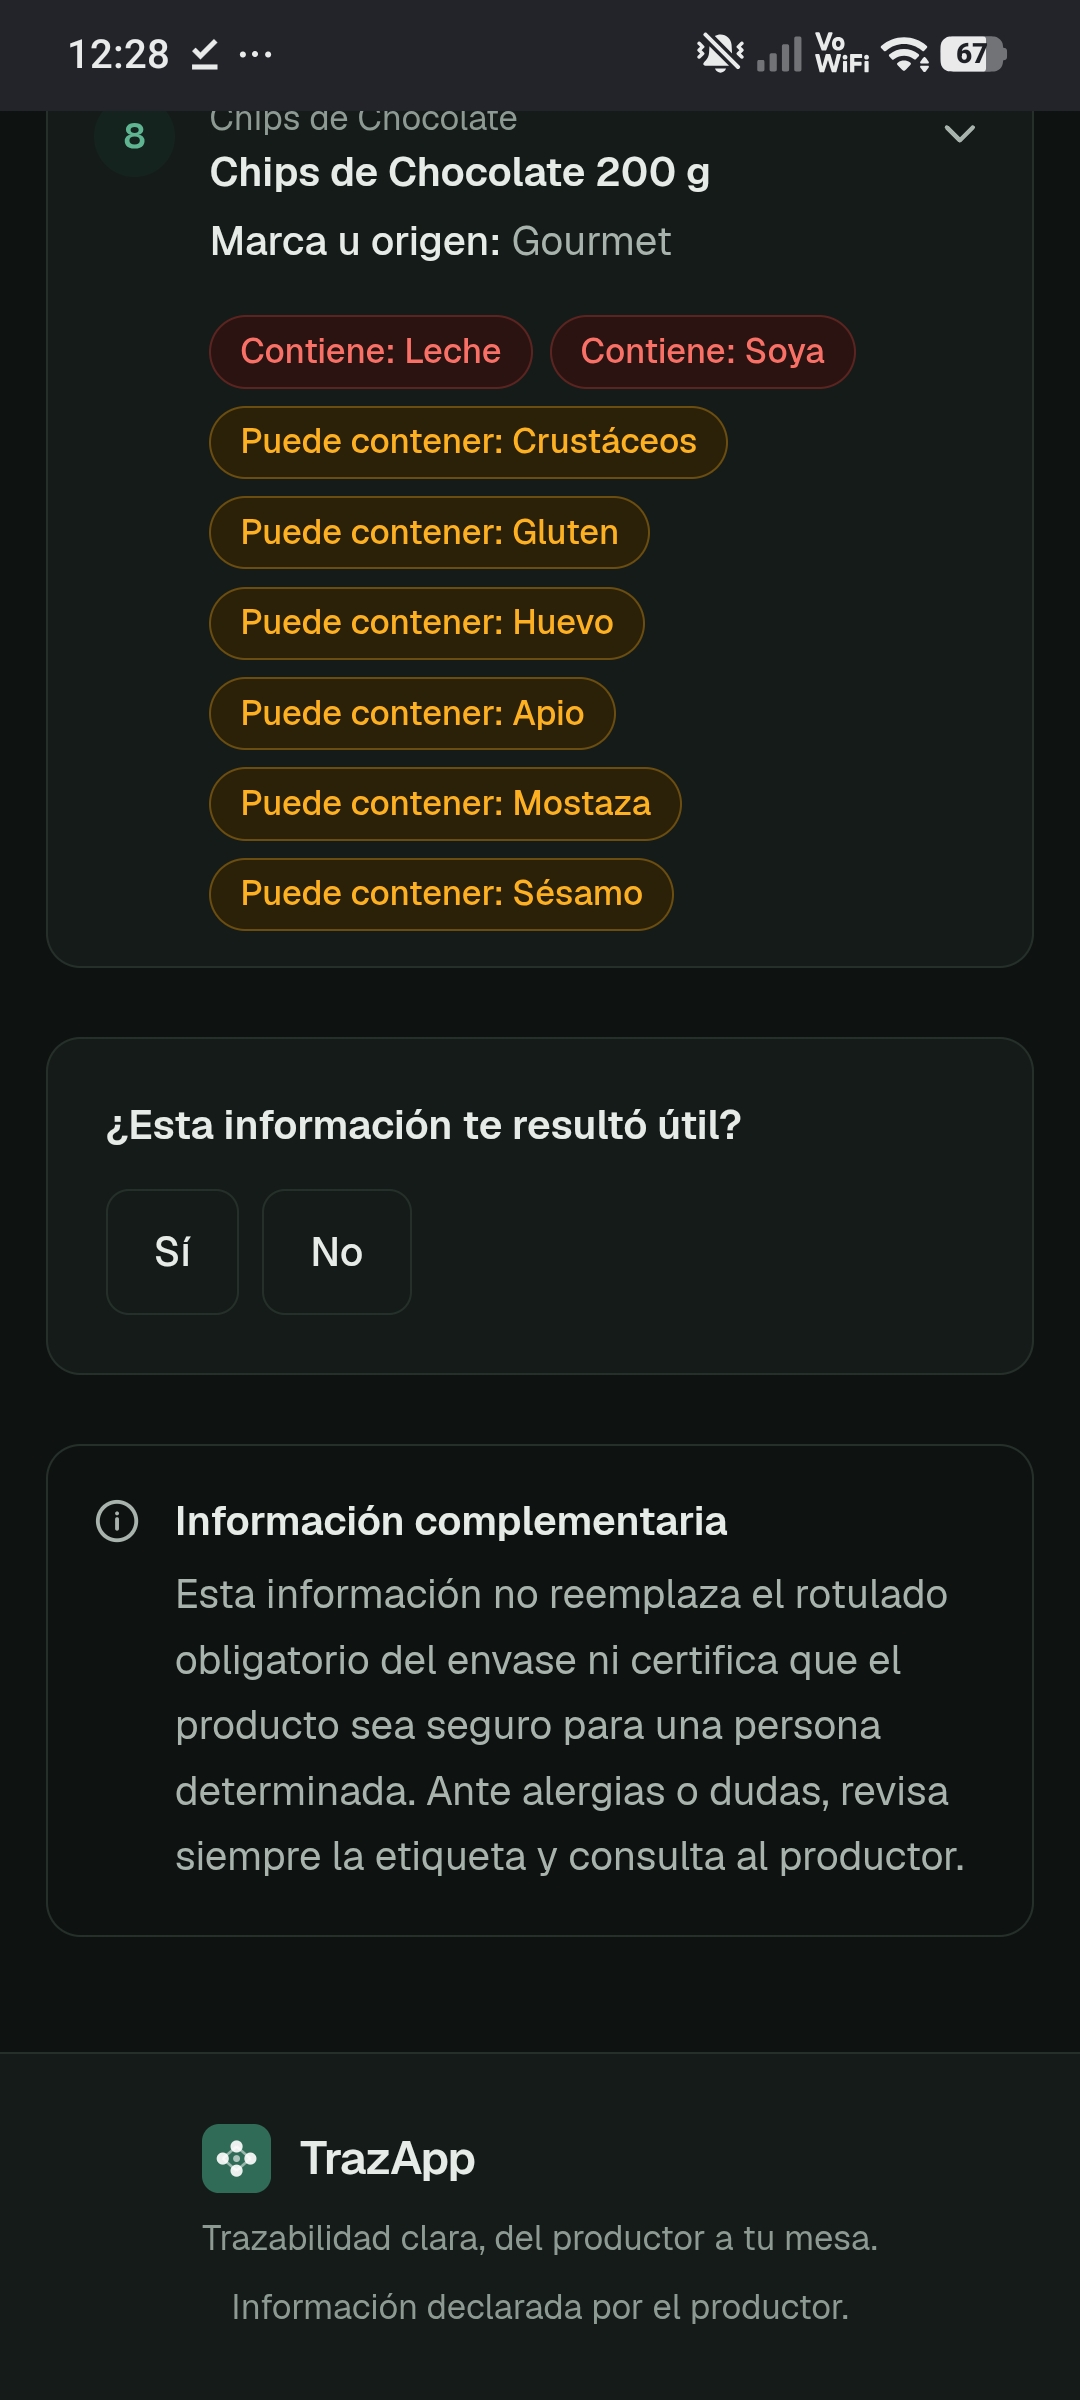 12:28
Vo
WiFi
67
8
Chips de Chocolate
Chips de Chocolate 200 g
Marca u origen: Gourmet
Contiene: Leche
Contiene: Soya
Puede contener: Crustáceos
Puede contener: Gluten
Puede contener: Huevo
Puede contener: Apio
Puede contener: Mostaza
Puede contener: Sésamo
¿Esta información te resultó útil?
Sí
No
Información complementaria
Esta información no reemplaza el rotulado
obligatorio del envase ni certifica que el
producto sea seguro para una persona
determinada. Ante alergias o dudas, revisa
siempre la etiqueta y consulta al productor.
TrazApp
Trazabilidad clara, del productor a tu mesa.
Información declarada por el productor.